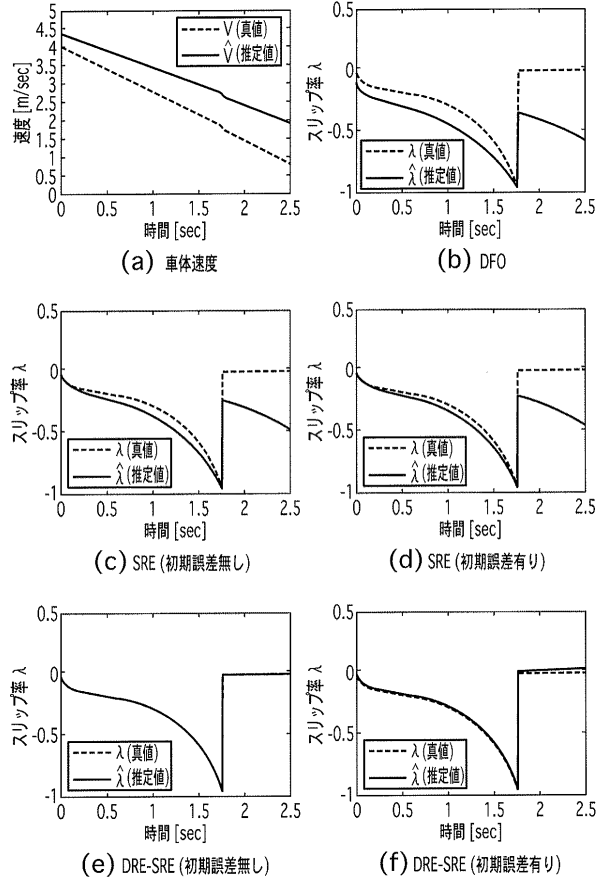 5
4.5
4
3.5
3
2.5
2
1.5
1
0.5
0
速度 [m/sec]
V (真値)
V̂ (推定値)
0 0.5 1 1.5 2 2.5
時間 [sec]
(a) 車体速度
0.5
0
-0.5
-1
スリップ率 λ
λ (真値)
λ̂ (推定値)
0 0.5 1 1.5 2 2.5
時間 [sec]
(b) DFO
0.5
0
-0.5
-1
スリップ率 λ
λ (真値)
λ̂ (推定値)
0 0.5 1 1.5 2 2.5
時間 [sec]
(c) SRE (初期誤差無し)
0.5
0
-0.5
-1
スリップ率 λ
λ (真値)
λ̂ (推定値)
0 0.5 1 1.5 2 2.5
時間 [sec]
(d) SRE (初期誤差有り)
0.5
0
-0.5
-1
スリップ率 λ
λ (真値)
λ̂ (推定値)
0 0.5 1 1.5 2 2.5
時間 [sec]
(e) DRE-SRE (初期誤差無し)
0.5
0
-0.5
-1
スリップ率 λ
λ (真値)
λ̂ (推定値)
0 0.5 1 1.5 2 2.5
時間 [sec]
(f) DRE-SRE (初期誤差有り)